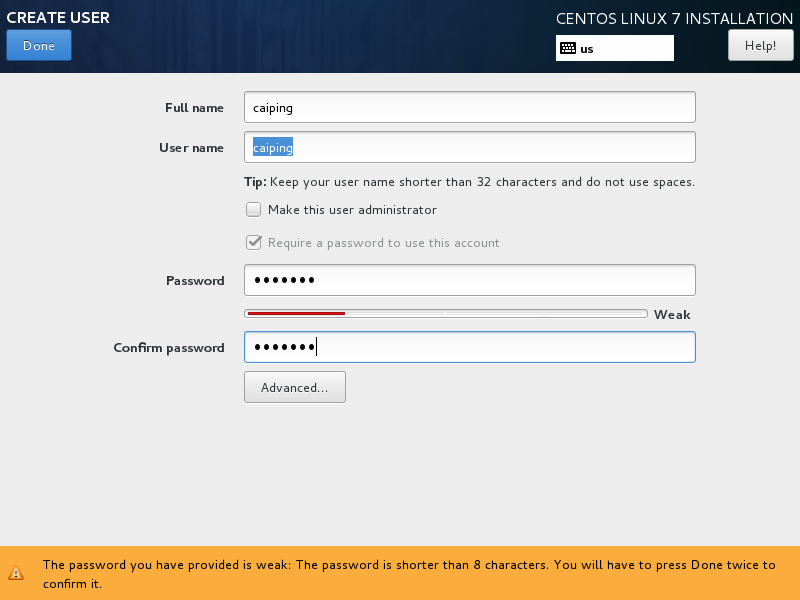 CREATE USER
CENTOS LINUX 7 INSTALLATION
Done
us
Help!
Full name
caiping
User name
caiping
Tip: Keep your user name shorter than 32 characters and do not use spaces.
Make this user administrator
Require a password to use this account
Password
•••••••
Weak
Confirm password
•••••••
Advanced...
The password you have provided is weak: The password is shorter than 8 characters. You will have to press Done twice to
confirm it.